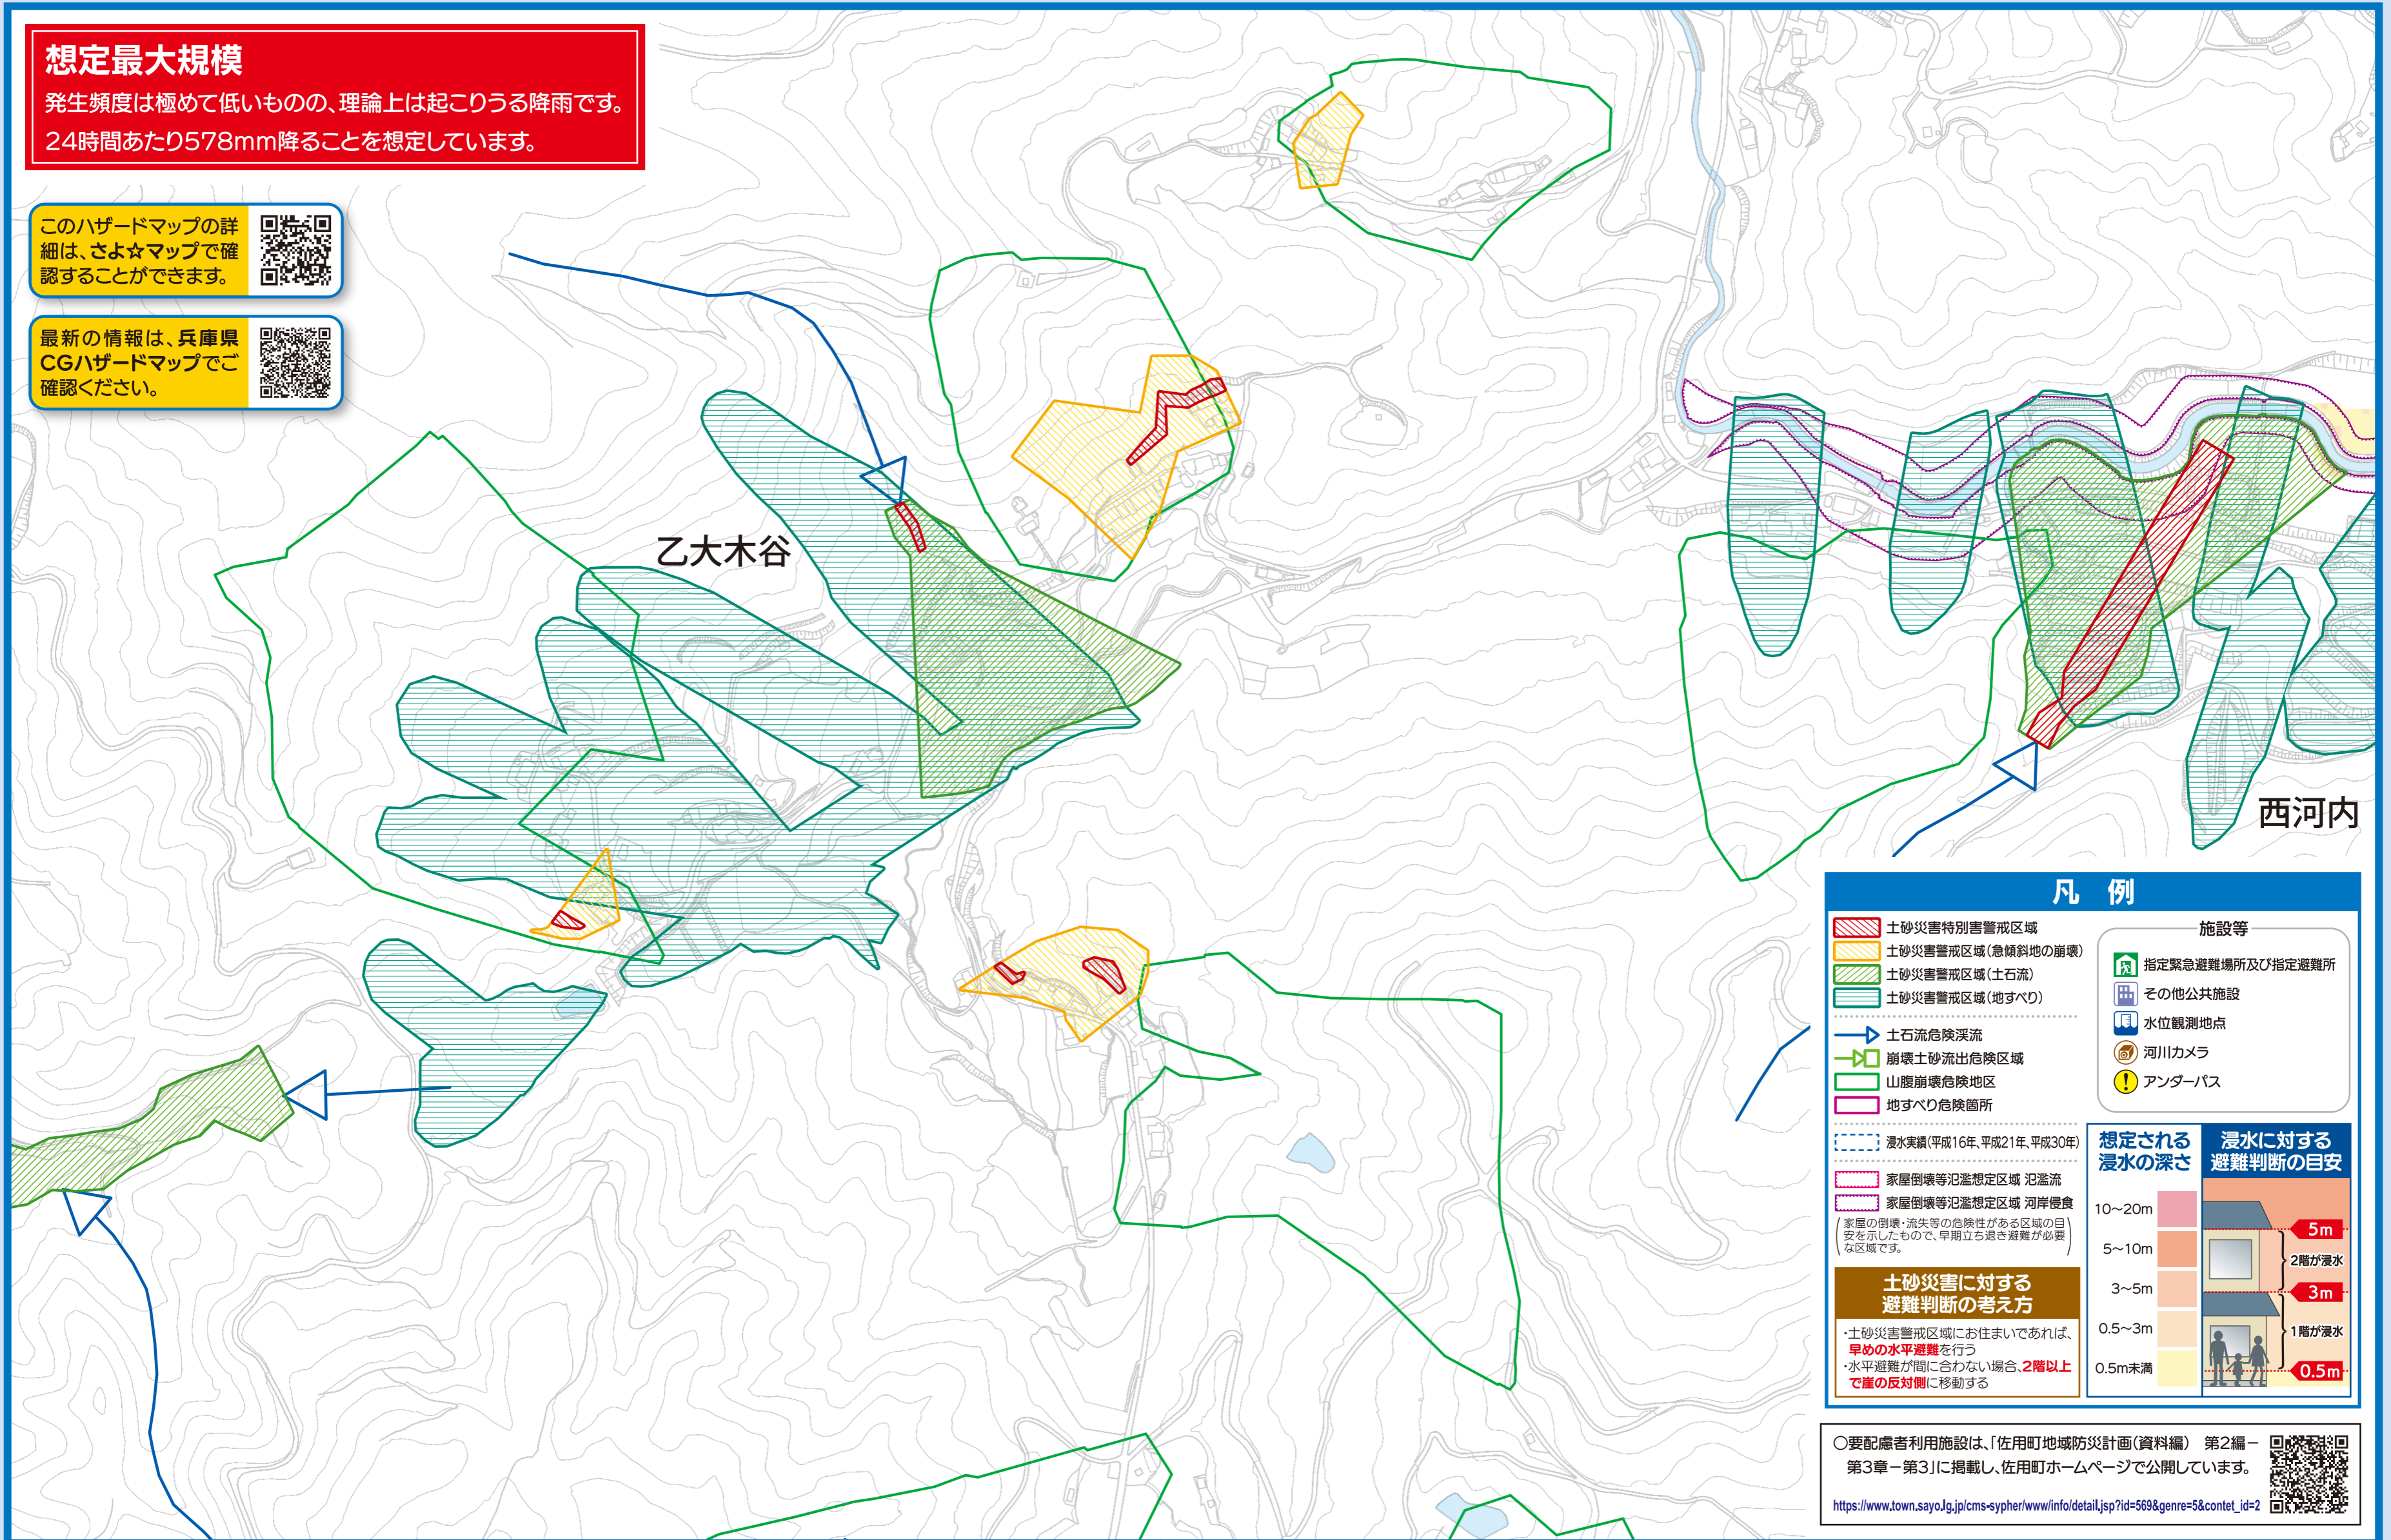 想定最大規模
発生頻度は極めて低いものの、理論上は起こりうる降雨です。
24時間あたり578mm降ることを想定しています。
このハザードマップの詳
細は、さよ☆マップで確
認することができます。
最新の情報は、兵庫県
CGハザードマップでご
確認ください。
乙大木谷
西河内
凡 例
土砂災害特別害警戒区域
土砂災害警戒区域(急傾斜地の崩壊)
土砂災害警戒区域(土石流)
土砂災害警戒区域(地すべり)
土石流危険渓流
崩壊土砂流出危険区域
山腹崩壊危険地区
地すべり危険箇所
浸水実績(平成16年、平成21年、平成30年)
家屋倒壊等氾濫想定区域 氾濫流
家屋倒壊等氾濫想定区域 河岸侵食
家屋の倒壊・流失等の危険性がある区域の目
安を示したもので、早期立ち退き避難が必要
な区域です。
土砂災害に対する
避難判断の考え方
・土砂災害警戒区域にお住まいであれば、
早めの水平避難を行う
・水平避難が間に合わない場合、2階以上
で崖の反対側に移動する
施設等
指定緊急避難場所及び指定避難所
その他公共施設
水位観測地点
河川カメラ
アンダーパス
想定される
浸水の深さ
10～20m
5～10m
3～5m
0.5～3m
0.5m未満
浸水に対する
避難判断の目安
5m
2階が浸水
3m
1階が浸水
0.5m
○要配慮者利用施設は、「佐用町地域防災計画(資料編) 第2編－
第3章－第3」に掲載し、佐用町ホームページで公開しています。
https://www.town.sayo.lg.jp/cms-sypher/www/info/detail.jsp?id=569&genre=5&contet_id=2